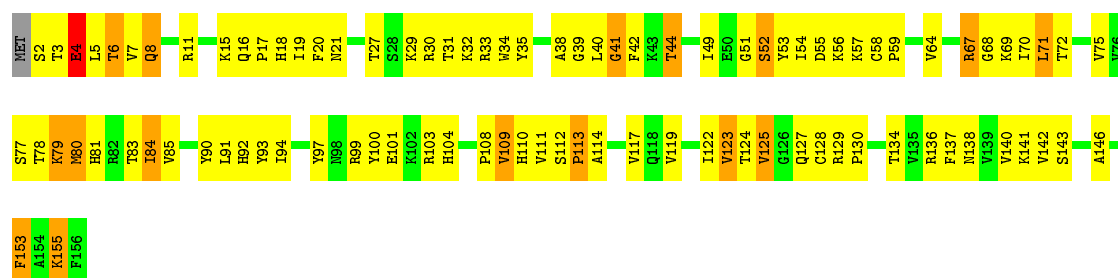 MET S2 T3 E4 L5 T6 V7 Q8 R11 K15 Q16 P17 H18 I19 F20 N21 T27 S28 K29 R30 T31 K32 R33 W34 Y35 A38 G39 L40 G41 F42 K43 T44 I49 E50 G51 S52 Y53 I54 D55 K56 K57 C58 P59 V64 R67 G68 K69 I70 L71 T72 V75 V76
S77 T78 K79 M80 H81 R82 T83 I84 V85 Y90 L91 H92 Y93 I94 Y97 N98 R99 Y100 E101 K102 R103 H104 P108 V109 H110 V111 S112 P113 A114 V117 Q118 V119 I122 V123 T124 V125 G126 Q127 C128 R129 P130 T134 V135 R136 F137 N138 V139 V140 K141 V142 S143 A146
F153 A154 K155 F156